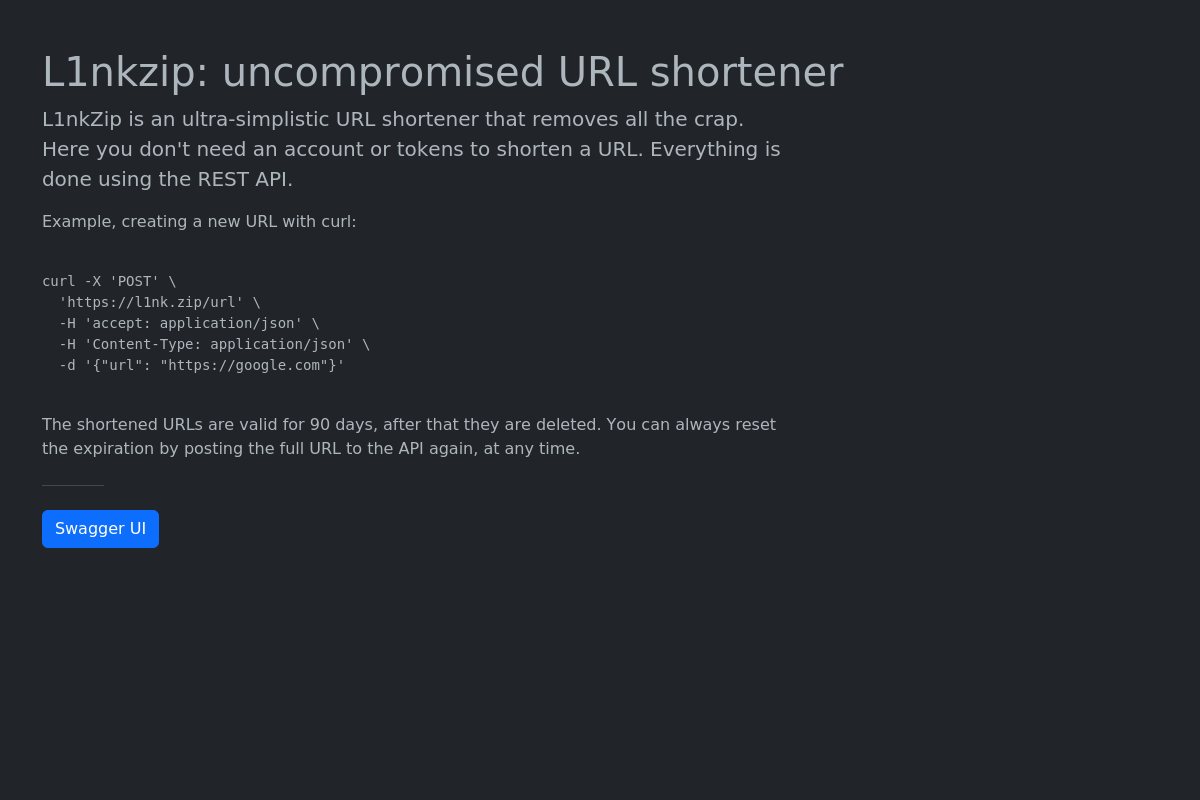 L1nkzip: uncompromised URL shortener
L1nkZip is an ultra-simplistic URL shortener that removes all the crap.
Here you don't need an account or tokens to shorten a URL. Everything is
done using the REST API.
Example, creating a new URL with curl:
curl -X 'POST' \
  'https://l1nk.zip/url' \
  -H 'accept: application/json' \
  -H 'Content-Type: application/json' \
  -d '{"url": "https://google.com"}'
The shortened URLs are valid for 90 days, after that they are deleted. You can always reset
the expiration by posting the full URL to the API again, at any time.
Swagger UI